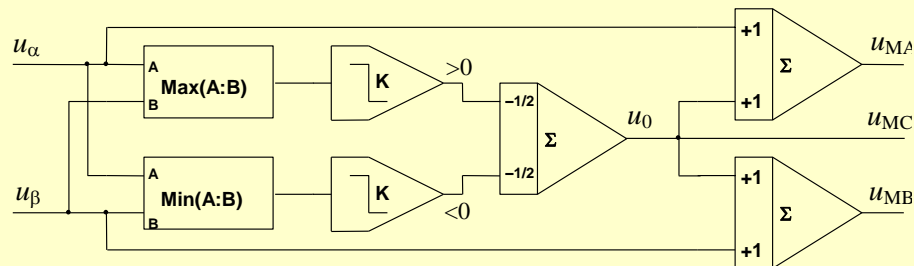 u_α
u_β
A
B
Max(A:B)
K
>0
A
B
Min(A:B)
K
<0
−1/2
−1/2
Σ
u_0
+1
+1
Σ
u_MA
u_MC
+1
+1
Σ
u_MB